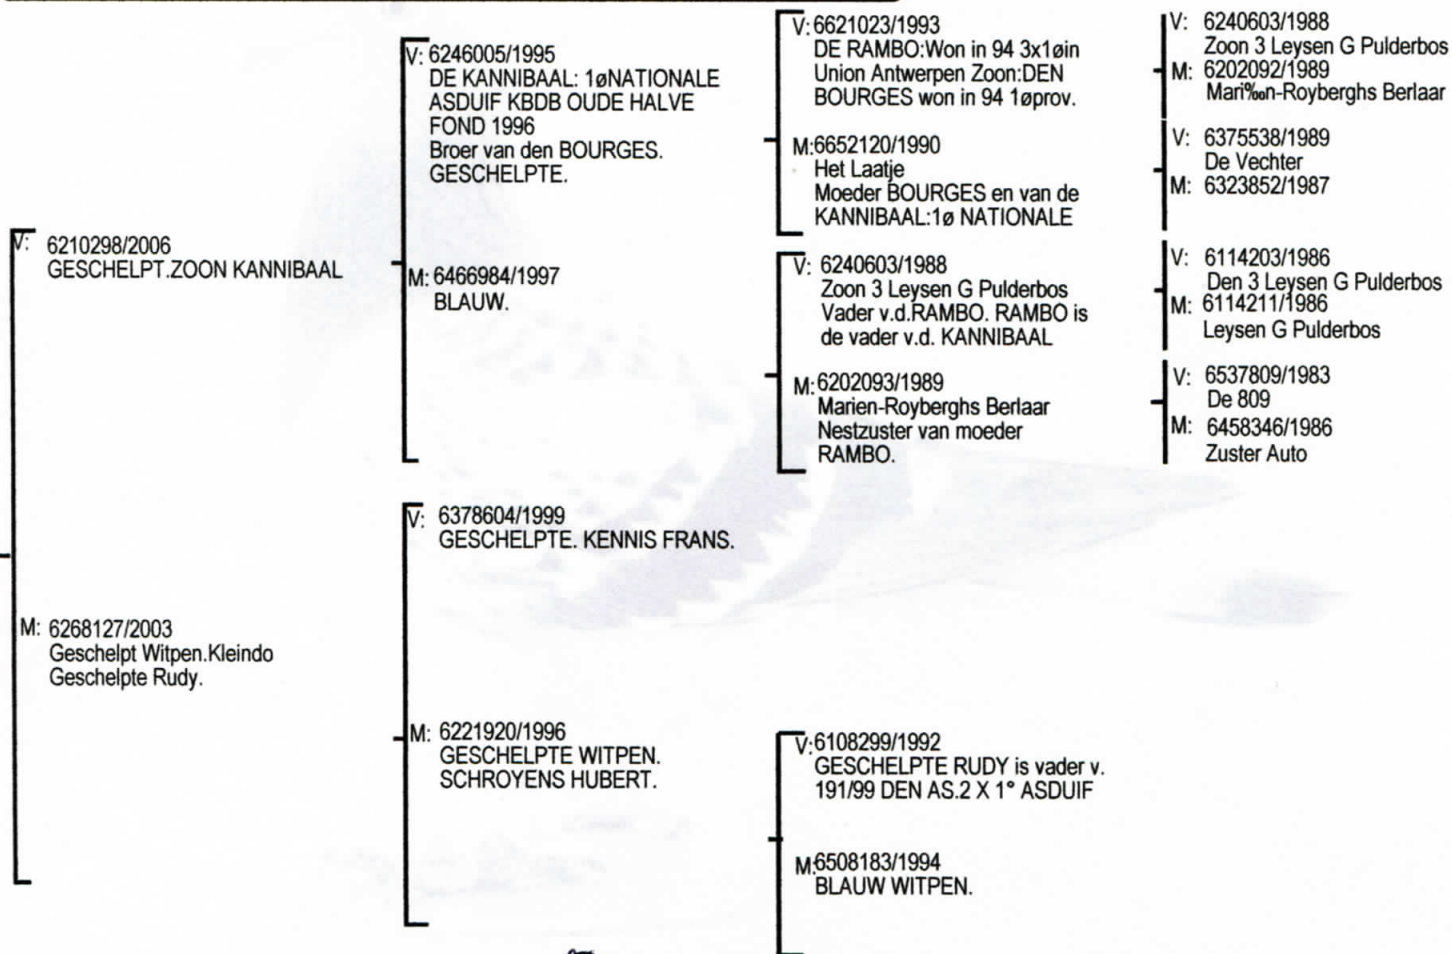 V: 6210298/2006
GESCHELPT.ZOON KANNIBAAL
M: 6268127/2003
Geschelpt Witpen.Kleindo
Geschelpte Rudy.
V: 6246005/1995
DE KANNIBAAL: 1øNATIONALE
ASDUIF KBDB OUDE HALVE
FOND 1996
Broer van den BOURGES.
GESCHELPTE.
M: 6466984/1997
BLAUW.
V: 6378604/1999
GESCHELPTE. KENNIS FRANS.
M: 6221920/1996
GESCHELPTE WITPEN.
SCHROYENS HUBERT.
V: 6621023/1993
DE RAMBO:Won in 94 3x1øin
Union Antwerpen Zoon:DEN
BOURGES won in 94 1øprov.
M:6652120/1990
Het Laatje
Moeder BOURGES en van de
KANNIBAAL:1ø NATIONALE
V: 6240603/1988
Zoon 3 Leysen G Pulderbos
Vader v.d.RAMBO. RAMBO is
de vader v.d. KANNIBAAL
M: 6202093/1989
Marien-Royberghs Berlaar
Nestzuster van moeder
RAMBO.
V:6108299/1992
GESCHELPTE RUDY is vader v.
191/99 DEN AS.2 X 1° ASDUIF
M:6508183/1994
BLAUW WITPEN.
V: 6240603/1988
Zoon 3 Leysen G Pulderbos
M: 6202092/1989
Mari‰n-Royberghs Berlaar
V: 6375538/1989
De Vechter
M: 6323852/1987
V: 6114203/1986
Den 3 Leysen G Pulderbos
M: 6114211/1986
Leysen G Pulderbos
V: 6537809/1983
De 809
M: 6458346/1986
Zuster Auto